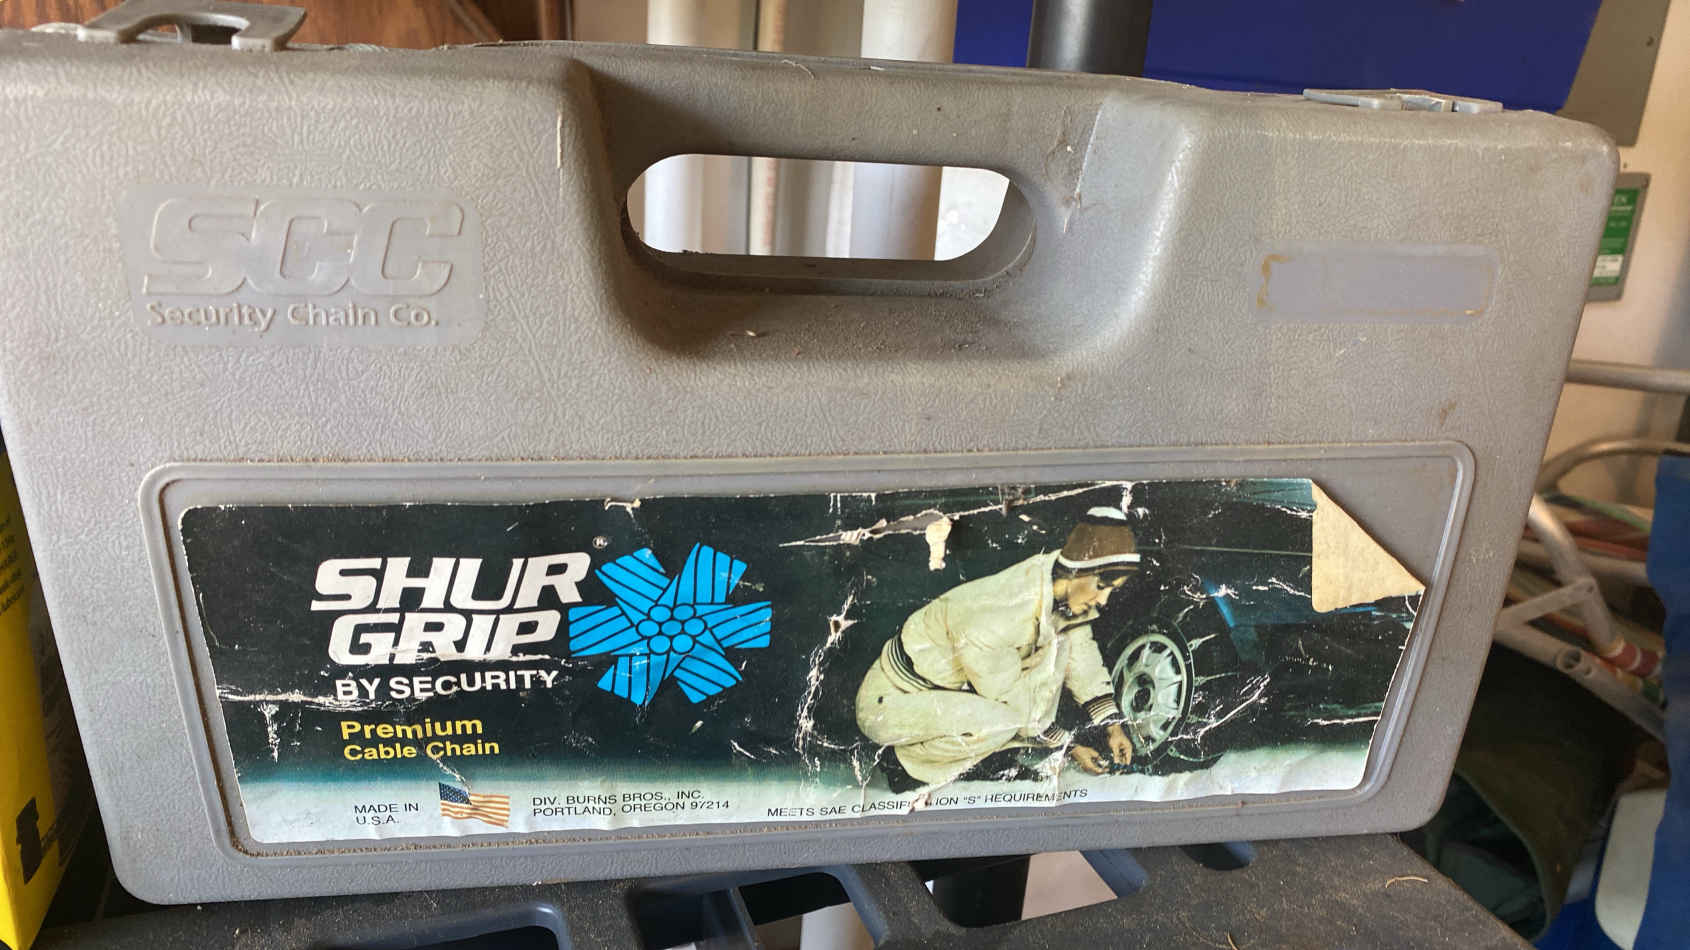 SCC
Security Chain Co.
SHUR
GRIP®
BY SECURITY
Premium
Cable Chain
MADE IN
U.S.A.
DIV. BURNS BROS., INC.
PORTLAND, OREGON 97214
MEETS SAE "S" REQUIREMENTS